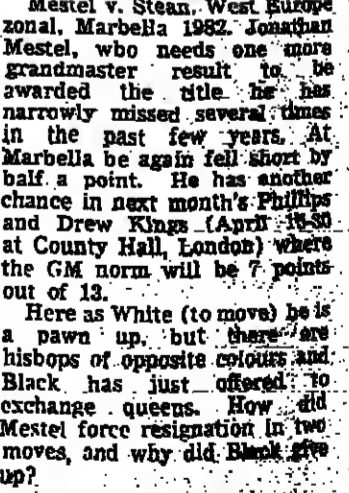 Mestel v. Stean, West Europe
zonal, Marbella 1982. Jonathan
Mestel, who needs one more
grandmaster result to be
awarded the title he has
narrowly missed several times
in the past few years. At
Marbella be again fell short by
half a point. He has another
chance in next month's Phillips
and Drew Kings (April 15-30
at County Hall, London) where
the GM norm will be 7 points
out of 13.
Here as White (to move) he is
a pawn up, but there are
hisbops of opposite colours and
Black has just offered to
exchange queens. How did
Mestel force resignation in two
moves, and why did Black give
up?